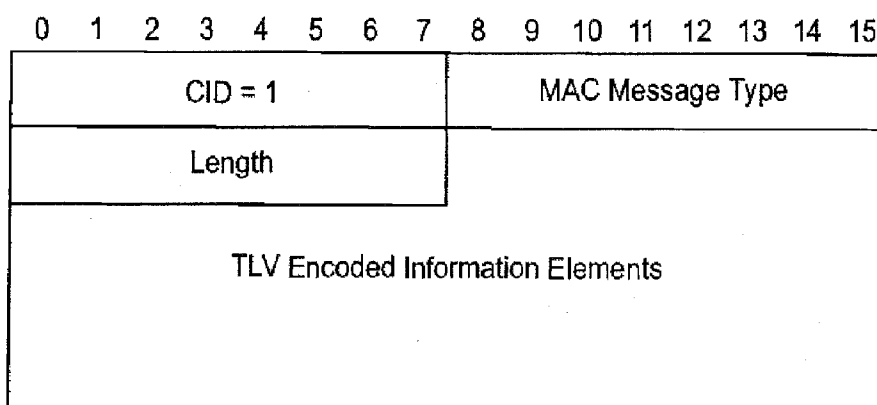 0 1 2 3 4 5 6 7 8 9 10 11 12 13 14 15
CID = 1 MAC Message Type
Length
TLV Encoded Information Elements